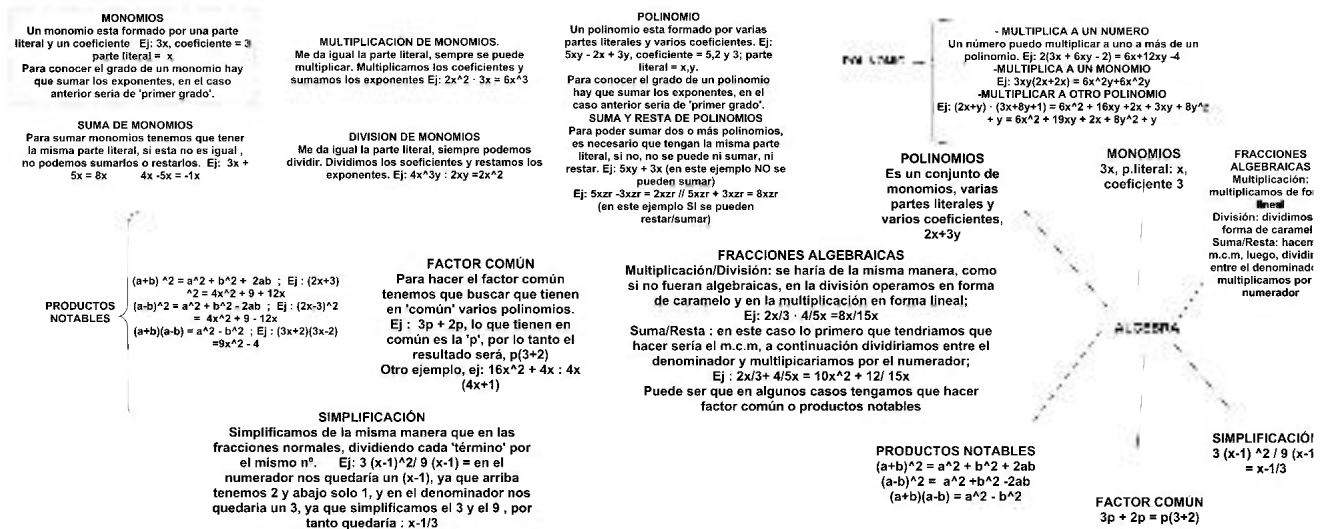 MONOMIOS
Un monomio esta formado por una parte
literal y un coeficiente Ej: 3x, coeficiente = 3
parte literal = x
Para conocer el grado de un monomio hay
que sumar los exponentes, en el caso
anterior seria de 'primer grado'.
SUMA DE MONOMIOS
Para sumar monomios tenemos que tener
la misma parte literal, si esta no es igual ,
no podemos sumarlos o restarlos. Ej: 3x +
5x = 8x 4x -5x = -1x
MULTIPLICACIÓN DE MONOMIOS.
Me da igual la parte literal, sempre se puede
multiplicar. Multiplicamos los coeficientes y
sumamos los exponentes Ej: 2x^2 · 3x = 6x^3
DIVISION DE MONOMIOS
Me da igual la parte literal, siempre podemos
dividir. Dividimos los soeficientes y restamos los
exponentes. Ej: 4x^3y : 2xy =2x^2
POLINOMIO
Un polinomio esta formado por varias
partes literales y varios coeficientes. Ej:
5xy - 2x + 3y, coeficiente = 5,2 y 3; parte
literal = x,y.
Para conocer el grado de un polinomio
hay que sumar los exponentes, en el
caso anterior seria de 'primer grado'.
SUMA Y RESTA DE POLINOMIOS
Para poder sumar dos o más polinomios,
es necesario que tengan la misma parte
literal, si no, no se puede ni sumar, ni
restar. Ej: 5xy + 3x (en este ejemplo NO se
pueden sumar)
Ej: 5xzr -3xzr = 2xzr // 5xzr + 3xzr = 8xzr
(en este ejemplo SI se pueden
restar/sumar)
POLINOMIO
- MULTIPLICA A UN NUMERO
Un número puedo multiplicar a uno a más de un
polinomio. Ej: 2(3x + 6xy - 2) = 6x+12xy -4
-MULTIPLICA A UN MONOMIO
Ej: 3xy(2x+2x) = 6x^2y+6x^2y
-MULTIPLICAR A OTRO POLINOMIO
Ej: (2x+y) · (3x+8y+1) = 6x^2 + 16xy +2x + 3xy + 8y^2
+ y = 6x^2 + 19xy + 2x + 8y^2 + y
PRODUCTOS
NOTABLES
(a+b) ^2 = a^2 + b^2 + 2ab ; Ej : (2x+3)
^2 = 4x^2 + 9 + 12x
(a-b)^2 = a^2 + b^2 - 2ab ; Ej : (2x-3)^2
= 4x^2 + 9 - 12x
(a+b)(a-b) = a^2 - b^2 ; Ej : (3x+2)(3x-2)
=9x^2 - 4
FACTOR COMÚN
Para hacer el factor común
tenemos que buscar que tienen
en 'común' varios polinomios.
Ej : 3p + 2p, lo que tienen en
común es la 'p', por lo tanto el
resultado será, p(3+2)
Otro ejemplo, ej: 16x^2 + 4x : 4x
(4x+1)
SIMPLIFICACIÓN
Simplificamos de la misma manera que en las
fracciones normales, dividiendo cada 'término' por
el mismo nº. Ej: 3 (x-1)^2/ 9 (x-1) = en el
numerador nos quedaría un (x-1), ya que arriba
tenemos 2 y abajo solo 1, y en el denominador nos
quedaria un 3, ya que simplificamos el 3 y el 9 , por
tanto quedaría : x-1/3
FRACCIONES ALGEBRAICAS
Multiplicación/División: se haría de la misma manera, como
si no fueran algebraicas, en la división operamos en forma
de caramelo y en la multiplicación en forma lineal;
Ej: 2x/3 · 4/5x =8x/15x
Suma/Resta : en este caso lo primero que tendriamos que
hacer sería el m.c.m, a continuación dividiriamos entre el
denominador y multlipicariamos por el numerador;
Ej : 2x/3+ 4/5x = 10x^2 + 12/ 15x
Puede ser que en algunos casos tengamos que hacer
factor común o productos notables
POLINOMIOS
Es un conjunto de
monomios, varias
partes literales y
varios coeficientes,
2x+3y
MONOMIOS
3x, p.literal: x,
coeficiente 3
FRACCIONES
ALGEBRAICAS
Multiplicación:
multiplicamos de for
lineal
División: dividimos
forma de caramel
Suma/Resta: hacem
m.c.m, luego, dividir
entre el denominado
multiplicamos por
numerador
ALGEBRA
PRODUCTOS NOTABLES
(a+b)^2 = a^2 + b^2 + 2ab
(a-b)^2 = a^2 +b^2 -2ab
(a+b)(a-b) = a^2 - b^2
FACTOR COMÚN
3p + 2p = p(3+2)
SIMPLIFICACIÓN
3 (x-1) ^2 / 9 (x-1
= x-1/3